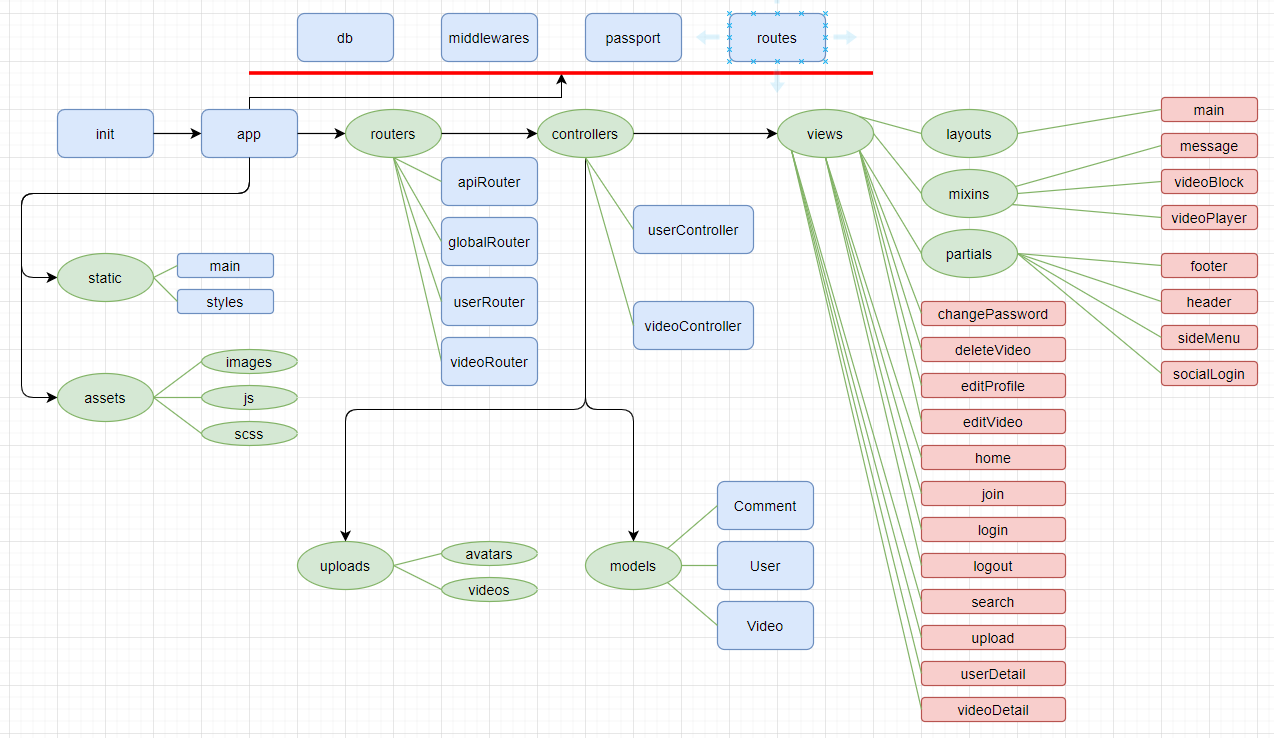 db
middlewares
passport
routes
init
app
routers
controllers
views
layouts
main
message
mixins
videoBlock
videoPlayer
partials
footer
header
sideMenu
socialLogin
apiRouter
globalRouter
userRouter
videoRouter
userController
videoController
static
main
styles
assets
images
js
scss
changePassword
deleteVideo
editProfile
editVideo
home
join
login
logout
search
upload
userDetail
videoDetail
uploads
avatars
videos
models
Comment
User
Video